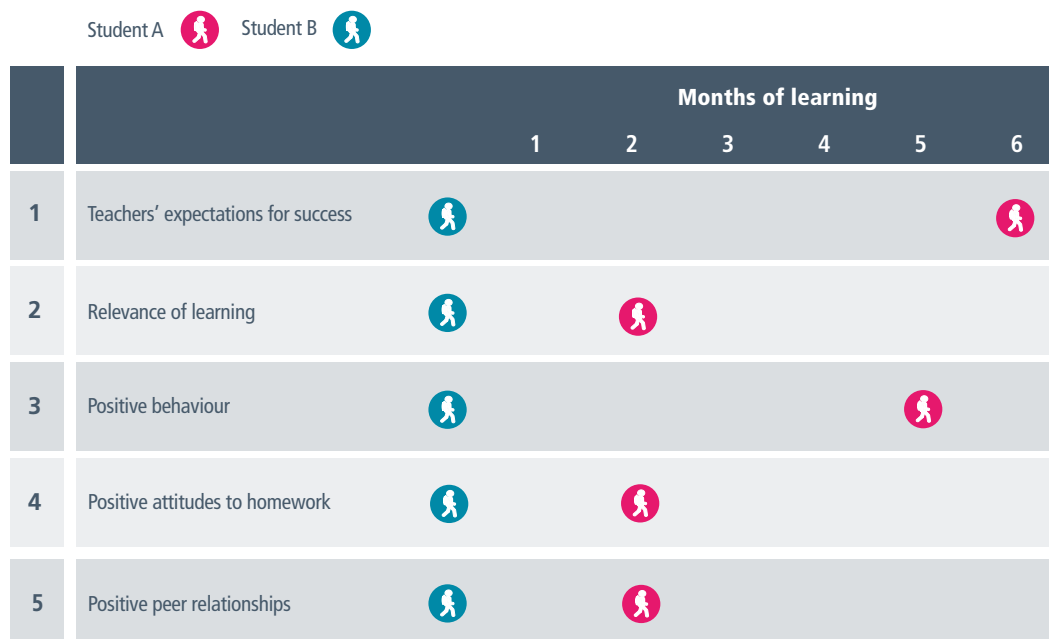 Student A Student B
Months of learning
1 2 3 4 5 6
1 Teachers’ expectations for success
2 Relevance of learning
3 Positive behaviour
4 Positive attitudes to homework
5 Positive peer relationships